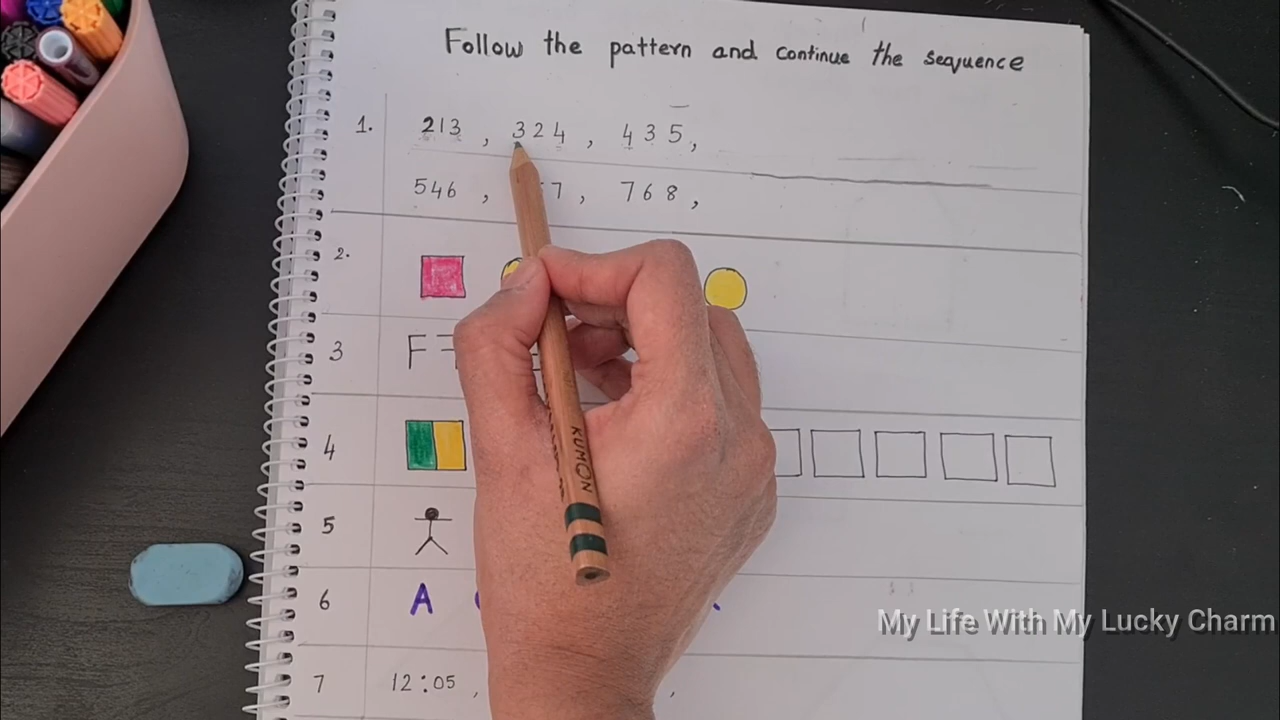 Follow the pattern and continue the sequence
1. 213 , 324 , 435 ,
546 , 7 , 768 ,
2.
3 F
4
5
6 A
7 12:05 , ,
KUMON
My Life With My Lucky Charm